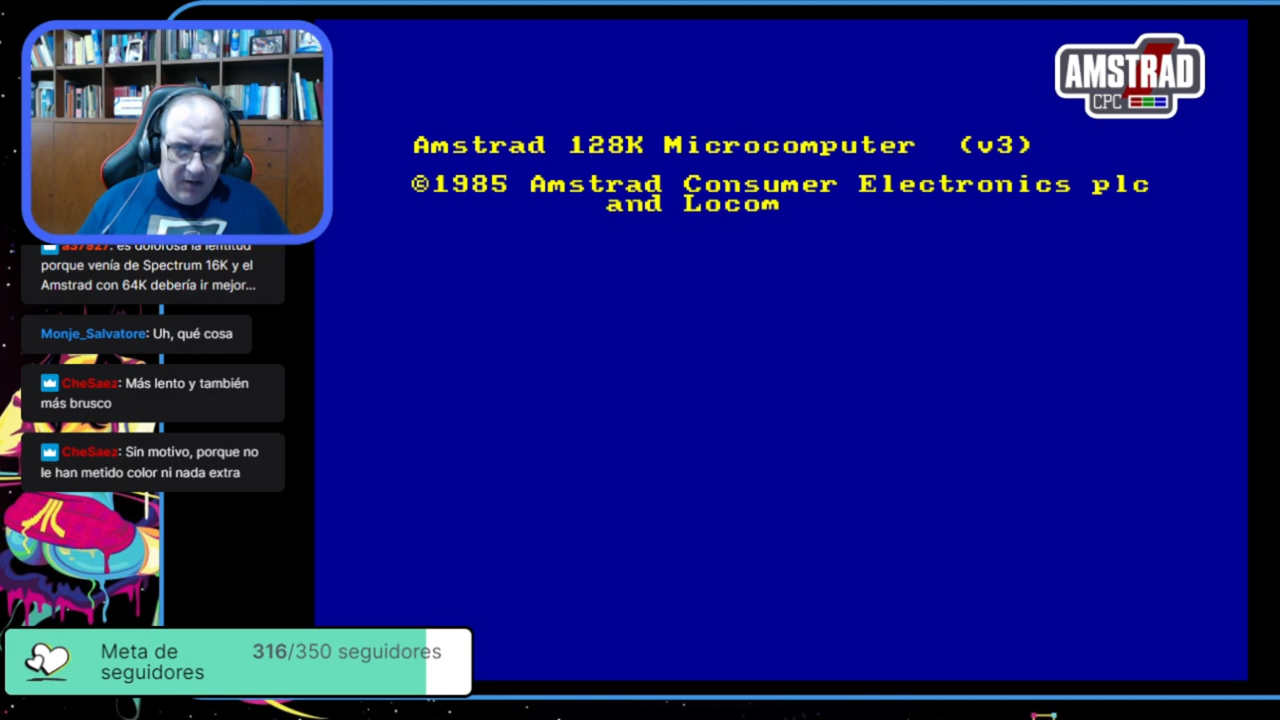 AMSTRAD
CPC
Amstrad 128K Microcomputer (v3)
©1985 Amstrad Consumer Electronics plc
and Locom
a37927: es dolorosa la lentitud
porque venía de Spectrum 16K y el
Amstrad con 64K debería ir mejor...
Monje_Salvatore: Uh, qué cosa
CheSaez: Más lento y también
más brusco
CheSaez: Sin motivo, porque no
le han metido color ni nada extra
Meta de
seguidores
316/350 seguidores